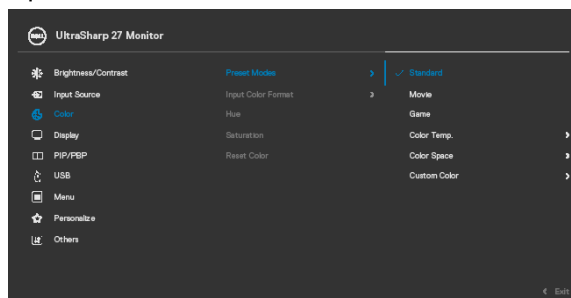 DELL UltraSharp 27 Monitor
Brightness/Contrast Preset Modes Standard
Input Source Input Color Format Movie
Color Hue Game
Display Saturation Color Temp.
PIP/PBP Reset Color Color Space
USB Custom Color
Menu
Personalize
Others
Exit